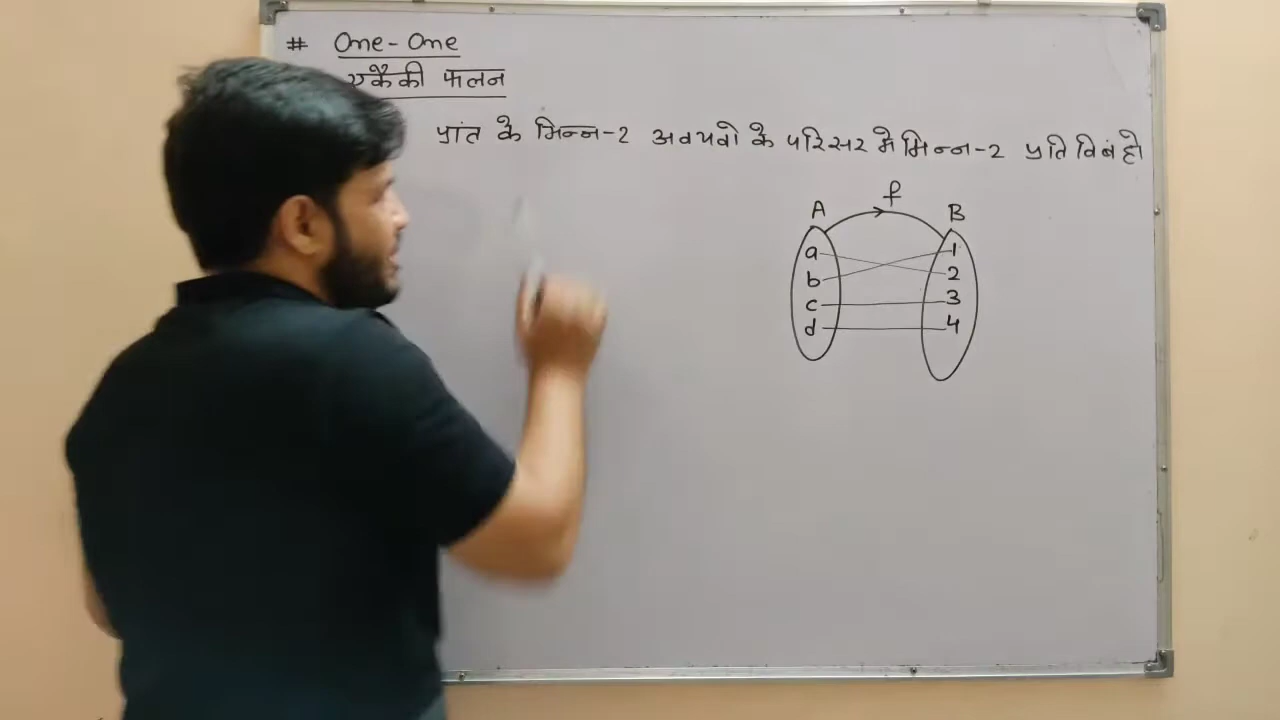 # One-One
एकैकी फलन
प्रांत के भिन्न-2 अवयवो के परिसर मे भिन्न-2 प्रतिविबं हो
f
A B
a 1
b 2
c 3
d 4